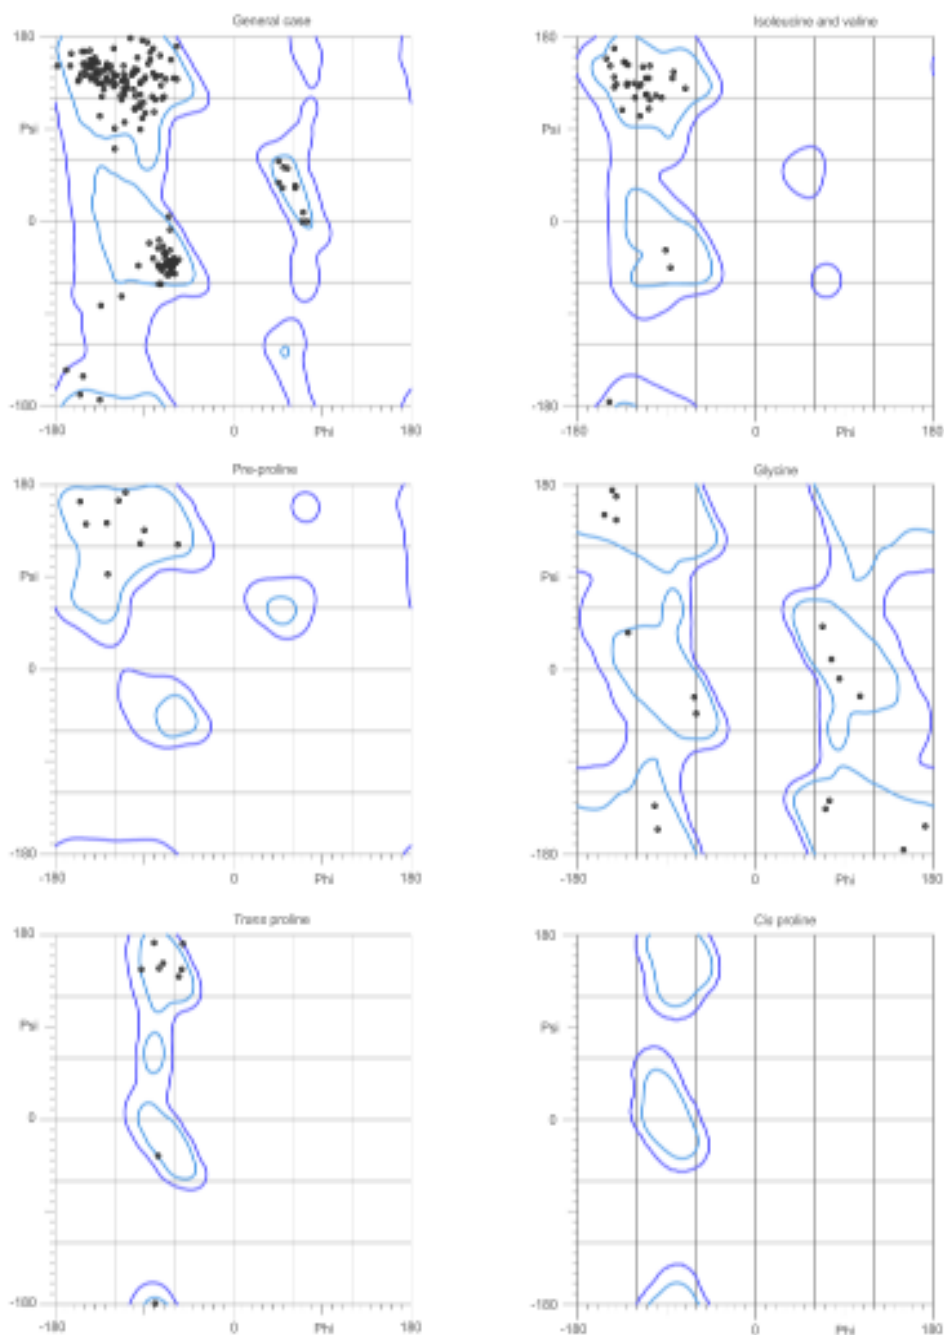 General case
Isoleucine and valine
180
180
Psi
Psi
0
0
-180
-180
-180 0 Phi 180
-180 0 Phi 180
Pre-proline
Glycine
180
180
Psi
Psi
0
0
-180
-180
-180 0 Phi 180
-180 0 Phi 180
Trans proline
Cis proline
180
180
Psi
Psi
0
0
-180
-180
-180 0 Phi 180
-180 0 Phi 180